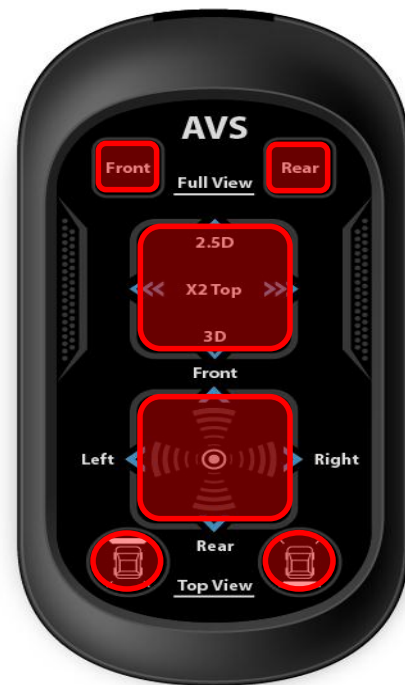 AVS
Front
Rear
Full View
2.5D
X2 Top
3D
Front
Left
Right
Rear
Top View